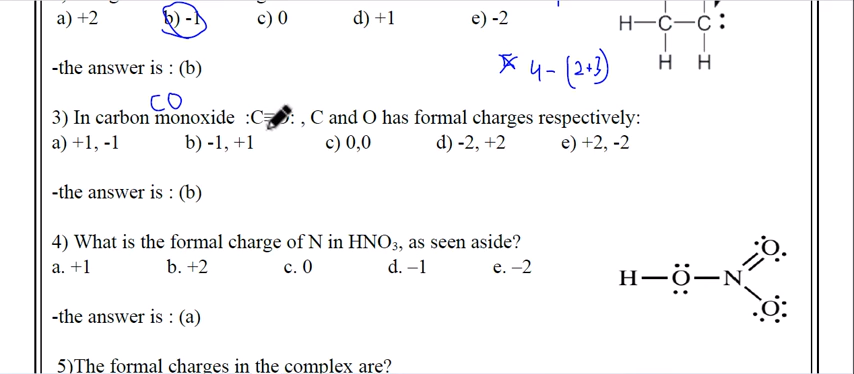 a) +2 b) -1 c) 0 d) +1 e) -2
H—C—C:
H H
-the answer is : (b)
4 - (2+3)
CO
3) In carbon monoxide :C≡O: , C and O has formal charges respectively:
a) +1, -1 b) -1, +1 c) 0,0 d) -2, +2 e) +2, -2
-the answer is : (b)
4) What is the formal charge of N in HNO₃, as seen aside?
a. +1 b. +2 c. 0 d. –1 e. –2
O
H—O—N
O
-the answer is : (a)
5)The formal charges in the complex are?